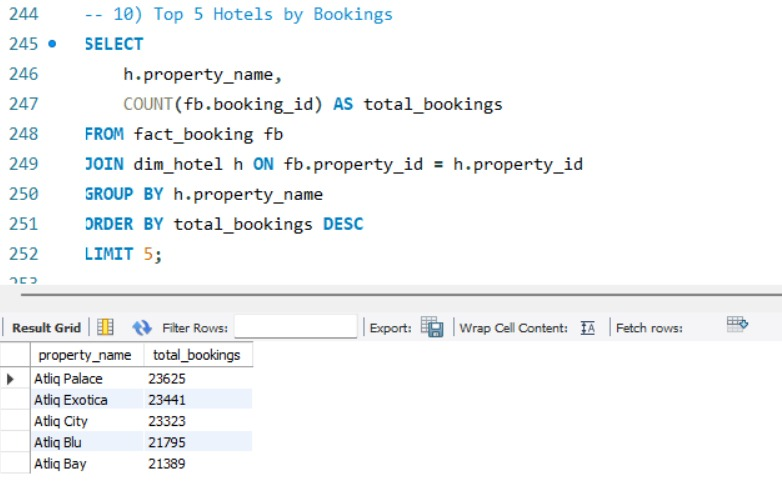 244 -- 10) Top 5 Hotels by Bookings
245 SELECT
246 h.property_name,
247 COUNT(fb.booking_id) AS total_bookings
248 FROM fact_booking fb
249 JOIN dim_hotel h ON fb.property_id = h.property_id
250 GROUP BY h.property_name
251 ORDER BY total_bookings DESC
252 LIMIT 5;
253
Result Grid Filter Rows: Export: Wrap Cell Content: Fetch rows:
property_name total_bookings
Atliq Palace 23625
Atliq Exotica 23441
Atliq City 23323
Atliq Blu 21795
Atliq Bay 21389